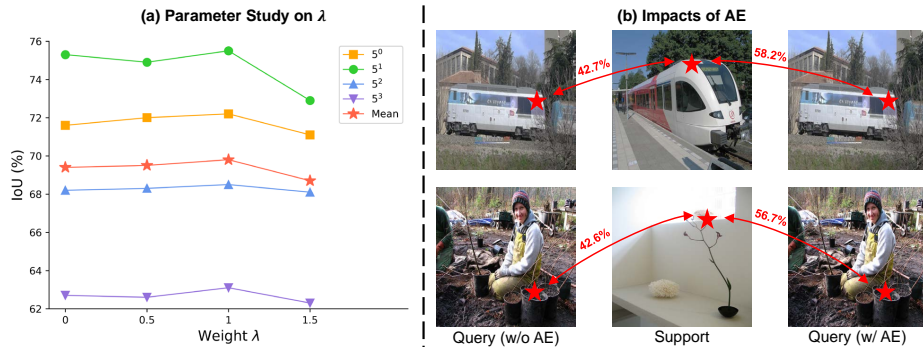 (a) Parameter Study on λ
76
74
72
70
68
66
64
62
IoU (%)
0
0.5
1
1.5
Weight λ
5⁰
5¹
5²
5³
Mean
(b) Impacts of AE
42.7%
58.2%
42.6%
56.7%
Query (w/o AE)
Support
Query (w/ AE)